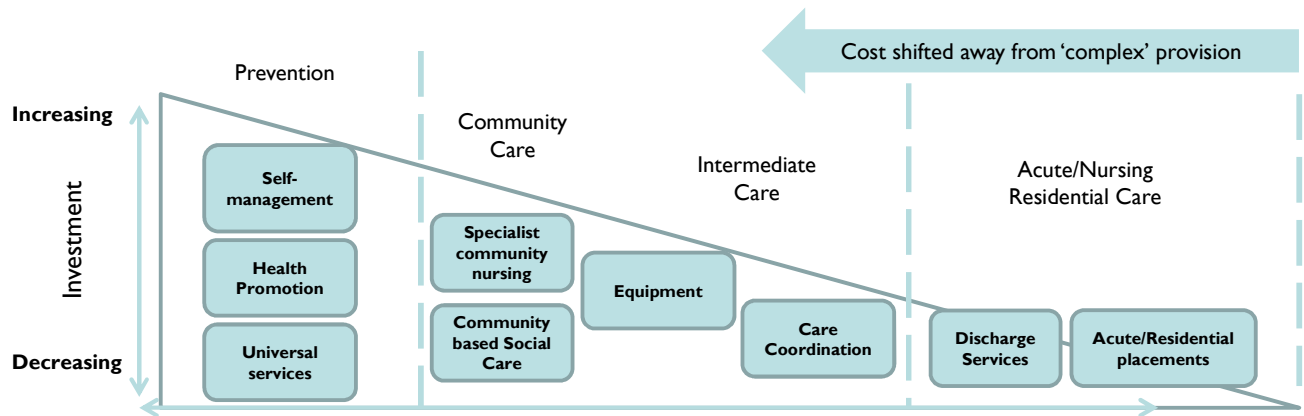 Cost shifted away from ‘complex’ provision
Prevention
Increasing
Community
Care
Intermediate
Care
Acute/Nursing
Residential Care
Investment
Self-
management
Health
Promotion
Universal
services
Specialist
community
nursing
Community
based Social
Care
Equipment
Care
Coordination
Discharge
Services
Acute/Residential
placements
Decreasing